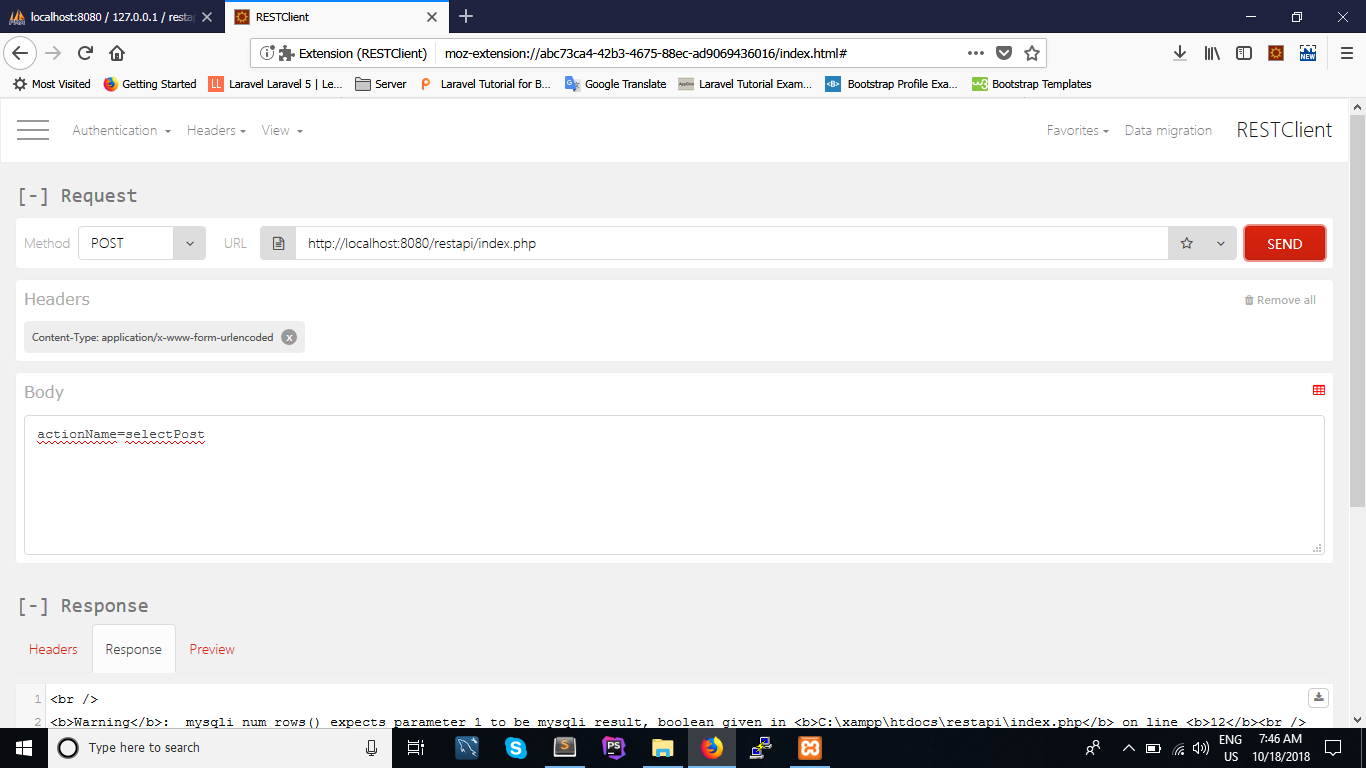 localhost:8080 / 127.0.0.1 / resta
RESTClient
Extension (RESTClient) moz-extension://abc73ca4-42b3-4675-88ec-ad9069436016/index.html#
Most Visited Getting Started LL Laravel Laravel 5 | Le... Server P Laravel Tutorial for B... Google Translate Laravel Tutorial Exam... <B> Bootstrap Profile Exa... Bootstrap Templates
NEW
Authentication Headers View Favorites Data migration RESTClient
[-] Request
Method POST URL http://localhost:8080/restapi/index.php SEND
Headers Remove all
Content-Type: application/x-www-form-urlencoded x
Body
actionName=selectPost
[-] Response
Headers Response Preview
1 <br />
2 <b>Warning</b>: mysqli_num_rows() expects parameter 1 to be mysqli_result, boolean given in <b>C:\xampp\htdocs\restapi\index.php</b> on line <b>12</b><br />
Type here to search
ENG 7:46 AM
US 10/18/2018